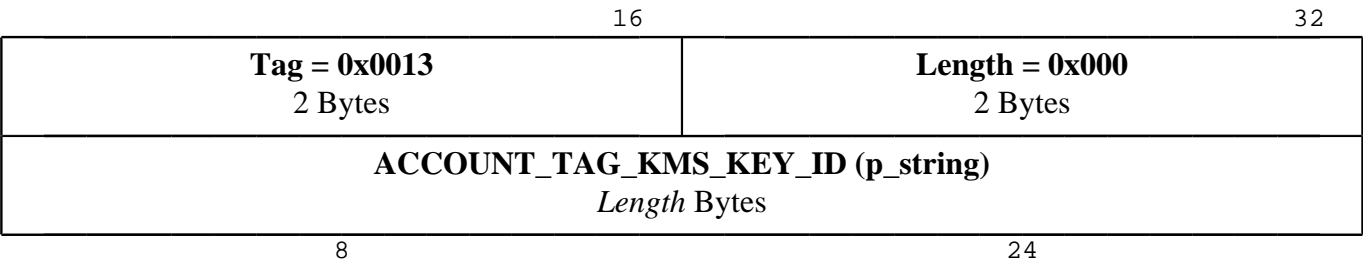 16 32
Tag = 0x0013 Length = 0x000
2 Bytes 2 Bytes
ACCOUNT_TAG_KMS_KEY_ID (p_string)
Length Bytes
8 24